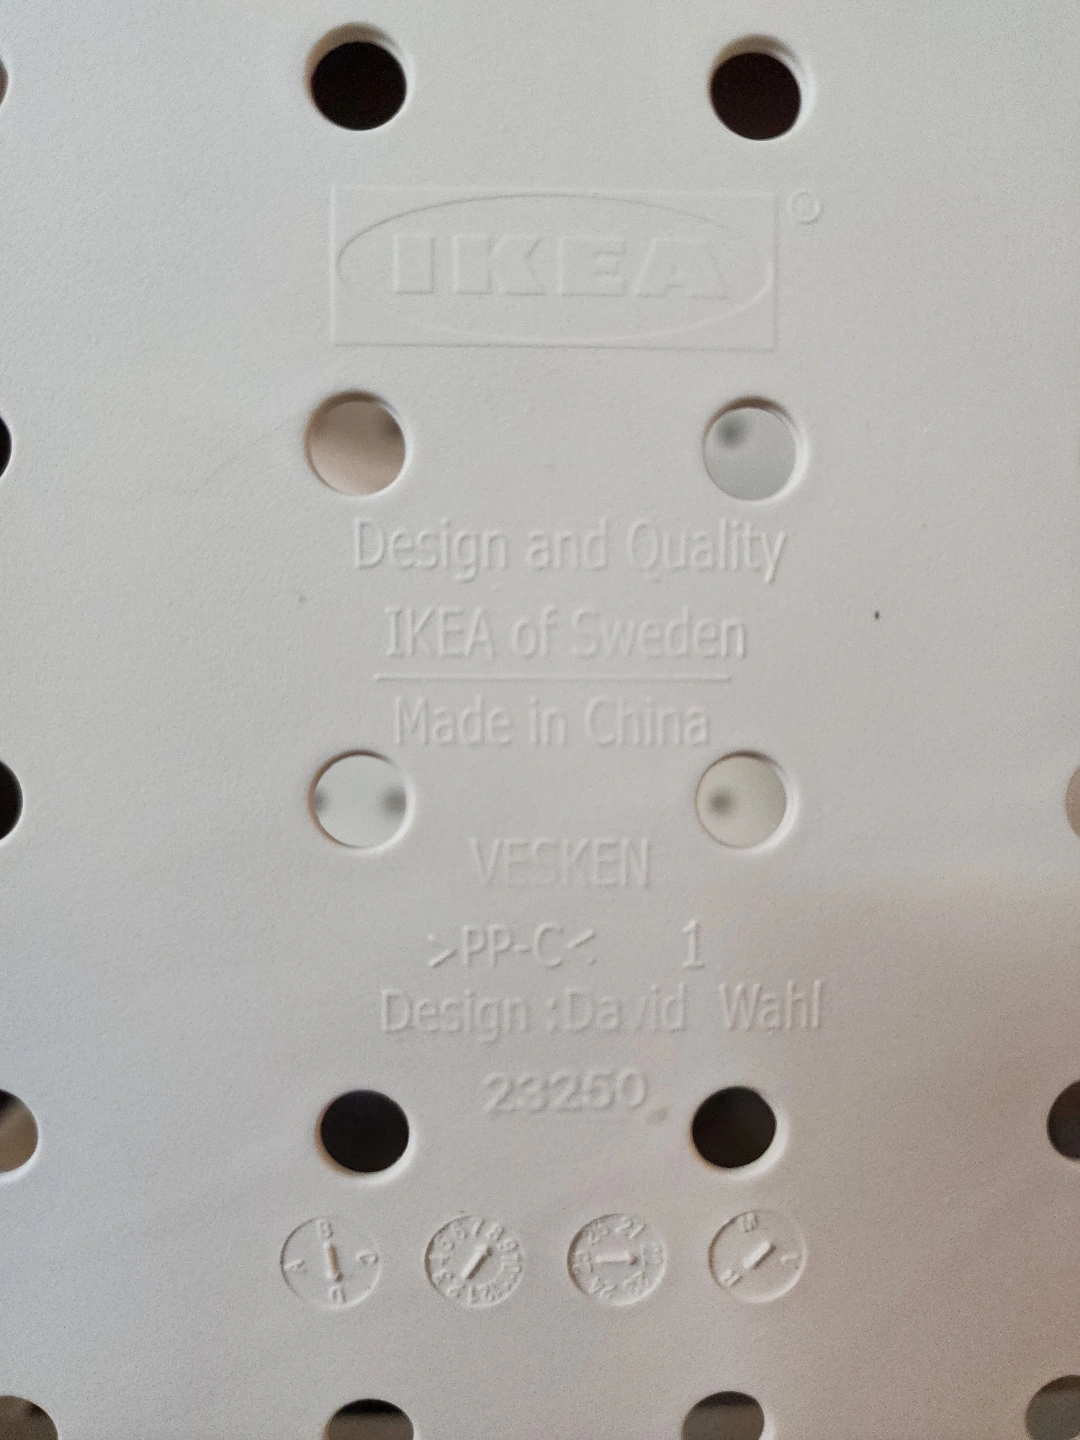 IKEA®
Design and Quality
IKEA of Sweden
Made in China
VESKEN
>PP-C< 1
Design :David Wahl
23250